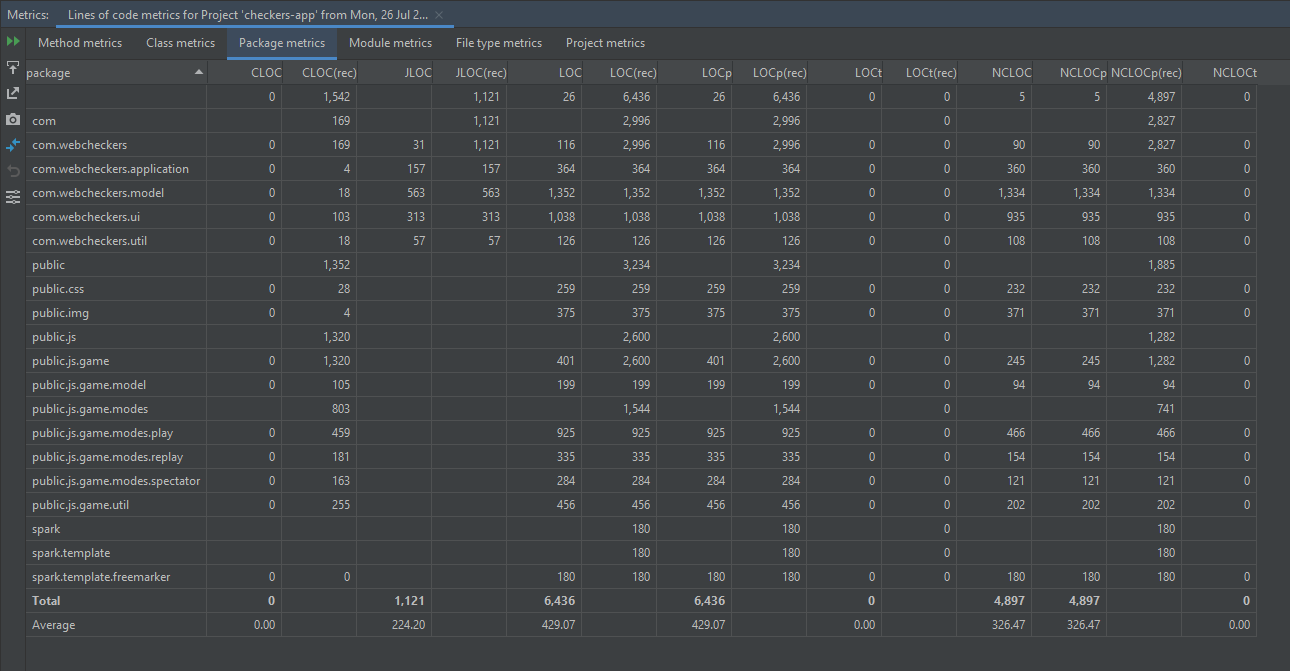 Metrics: Lines of code metrics for Project 'checkers-app' from Mon, 26 Jul 2...
Method metrics Class metrics Package metrics Module metrics File type metrics Project metrics
package CLOC CLOC(rec) JLOC JLOC(rec) LOC LOC(rec) LOCp LOCp(rec) LOCt LOCt(rec) NCLOC NCLOCp NCLOCp(rec) NCLOCt
0 1,542 1,121 26 6,436 26 6,436 0 0 5 5 4,897 0
com 169 1,121 2,996 2,996 0 2,827
com.webcheckers 0 169 31 1,121 116 2,996 116 2,996 0 0 90 90 2,827 0
com.webcheckers.application 0 4 157 157 364 364 364 364 0 0 360 360 360 0
com.webcheckers.model 0 18 563 563 1,352 1,352 1,352 1,352 0 0 1,334 1,334 1,334 0
com.webcheckers.ui 0 103 313 313 1,038 1,038 1,038 1,038 0 0 935 935 935 0
com.webcheckers.util 0 18 57 57 126 126 126 126 0 0 108 108 108 0
public 1,352 3,234 3,234 0 1,885
public.css 0 28 259 259 259 259 0 0 232 232 232 0
public.img 0 4 375 375 375 375 0 0 371 371 371 0
public.js 1,320 2,600 2,600 0 1,282
public.js.game 0 1,320 401 2,600 401 2,600 0 0 245 245 1,282 0
public.js.game.model 0 105 199 199 199 199 0 0 94 94 94 0
public.js.game.modes 803 1,544 1,544 0 741
public.js.game.modes.play 0 459 925 925 925 925 0 0 466 466 466 0
public.js.game.modes.replay 0 181 335 335 335 335 0 0 154 154 154 0
public.js.game.modes.spectator 0 163 284 284 284 284 0 0 121 121 121 0
public.js.game.util 0 255 456 456 456 456 0 0 202 202 202 0
spark 180 180 0 180
spark.template 180 180 0 180
spark.template.freemarker 0 0 180 180 180 180 0 0 180 180 180 0
Total 0 1,121 6,436 6,436 0 4,897 4,897 0
Average 0.00 224.20 429.07 429.07 0.00 326.47 326.47 0.00